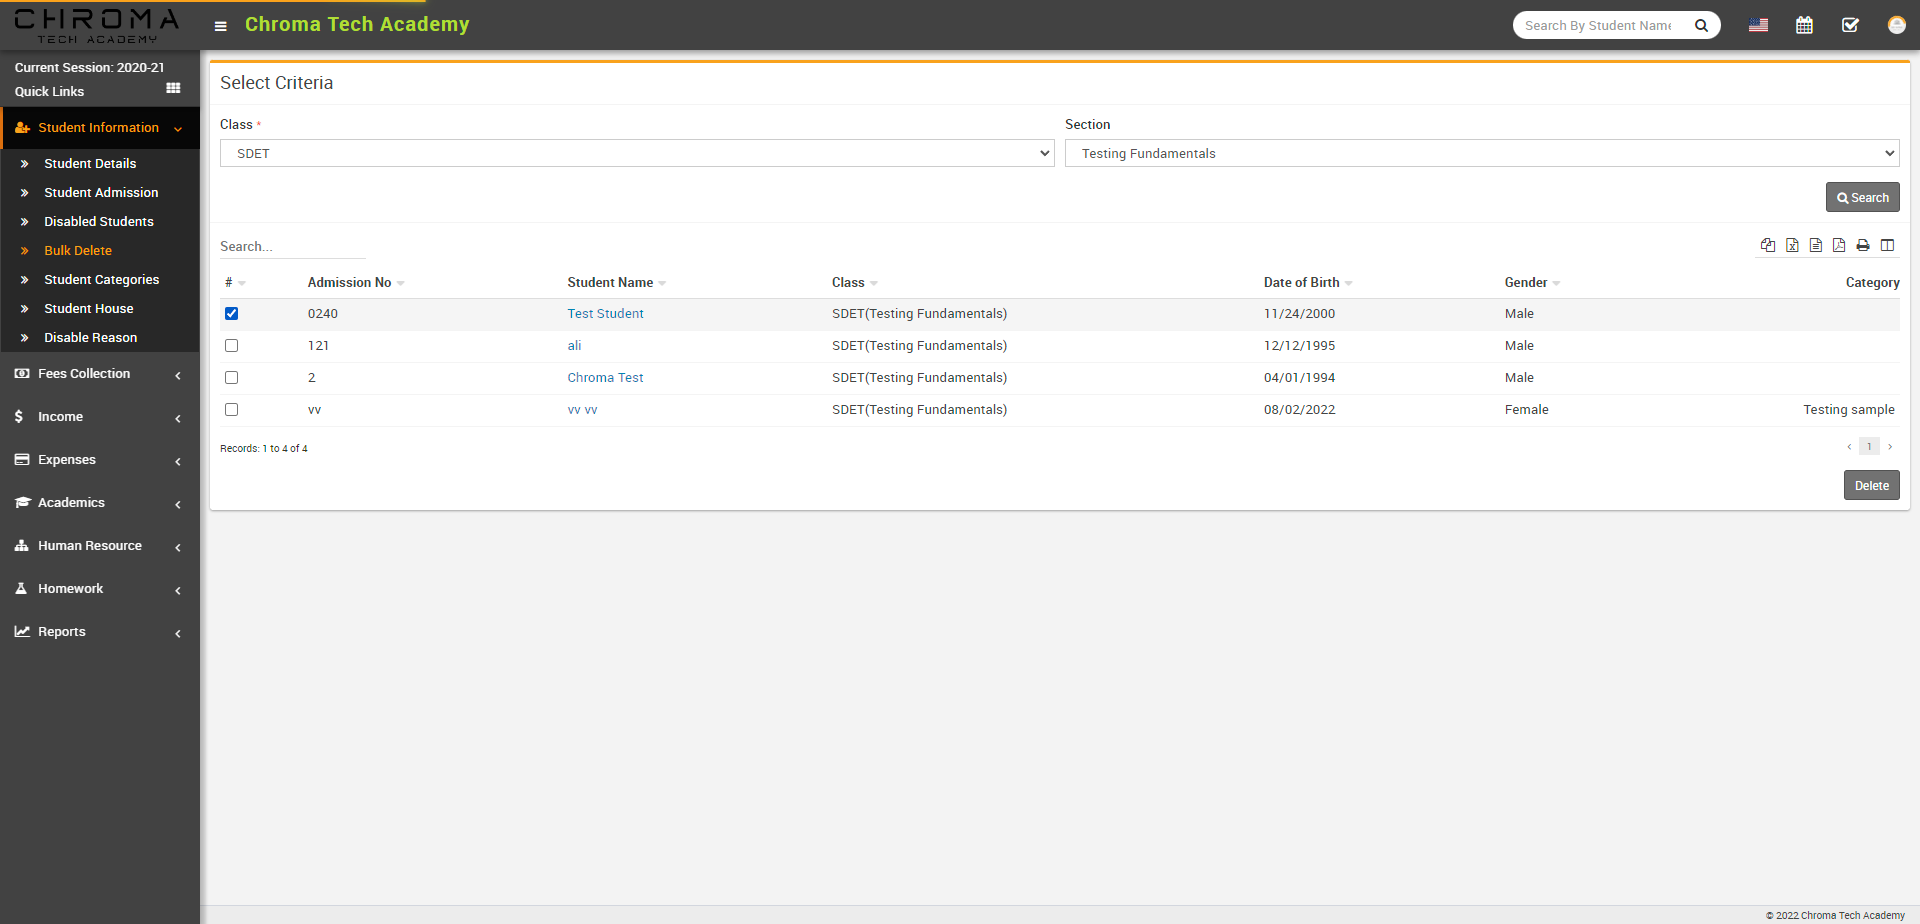 CHROMA
TECH ACADEMY
Chroma Tech Academy
Search By Student Name
Current Session: 2020-21
Quick Links
Student Information
Student Details
Student Admission
Disabled Students
Bulk Delete
Student Categories
Student House
Disable Reason
Fees Collection
Income
Expenses
Academics
Human Resource
Homework
Reports
Select Criteria
Class * Section
SDET Testing Fundamentals
Search
Search...
# Admission No Student Name Class Date of Birth Gender Category
0240 Test Student SDET(Testing Fundamentals) 11/24/2000 Male
121 ali SDET(Testing Fundamentals) 12/12/1995 Male
2 Chroma Test SDET(Testing Fundamentals) 04/01/1994 Male
vv vv vv SDET(Testing Fundamentals) 08/02/2022 Female Testing sample
Records: 1 to 4 of 4 1
Delete
© 2022 Chroma Tech Academy